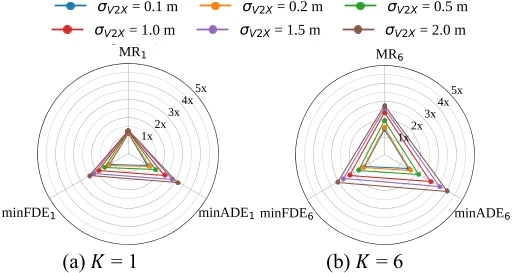 σV2X = 0.1 m σV2X = 0.2 m σV2X = 0.5 m
σV2X = 1.0 m σV2X = 1.5 m σV2X = 2.0 m
MR1 MR6
5x 5x
4x 4x
3x 3x
2x 2x
1x 1x
minFDE1 minADE1 minFDE6 minADE6
(a) K = 1 (b) K = 6